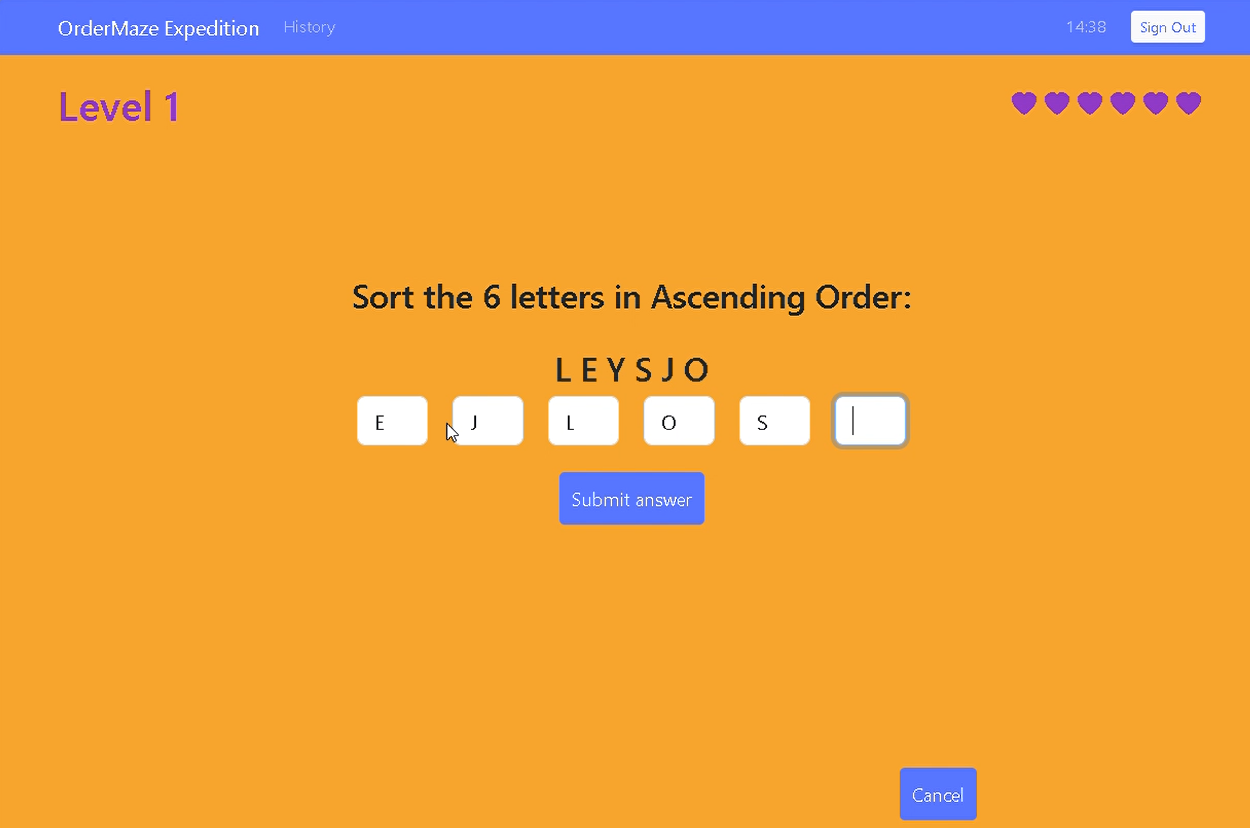 OrderMaze Expedition History 14:38 Sign Out
Level 1
Sort the 6 letters in Ascending Order:
L E Y S J O
E J L O S
Submit answer
Cancel